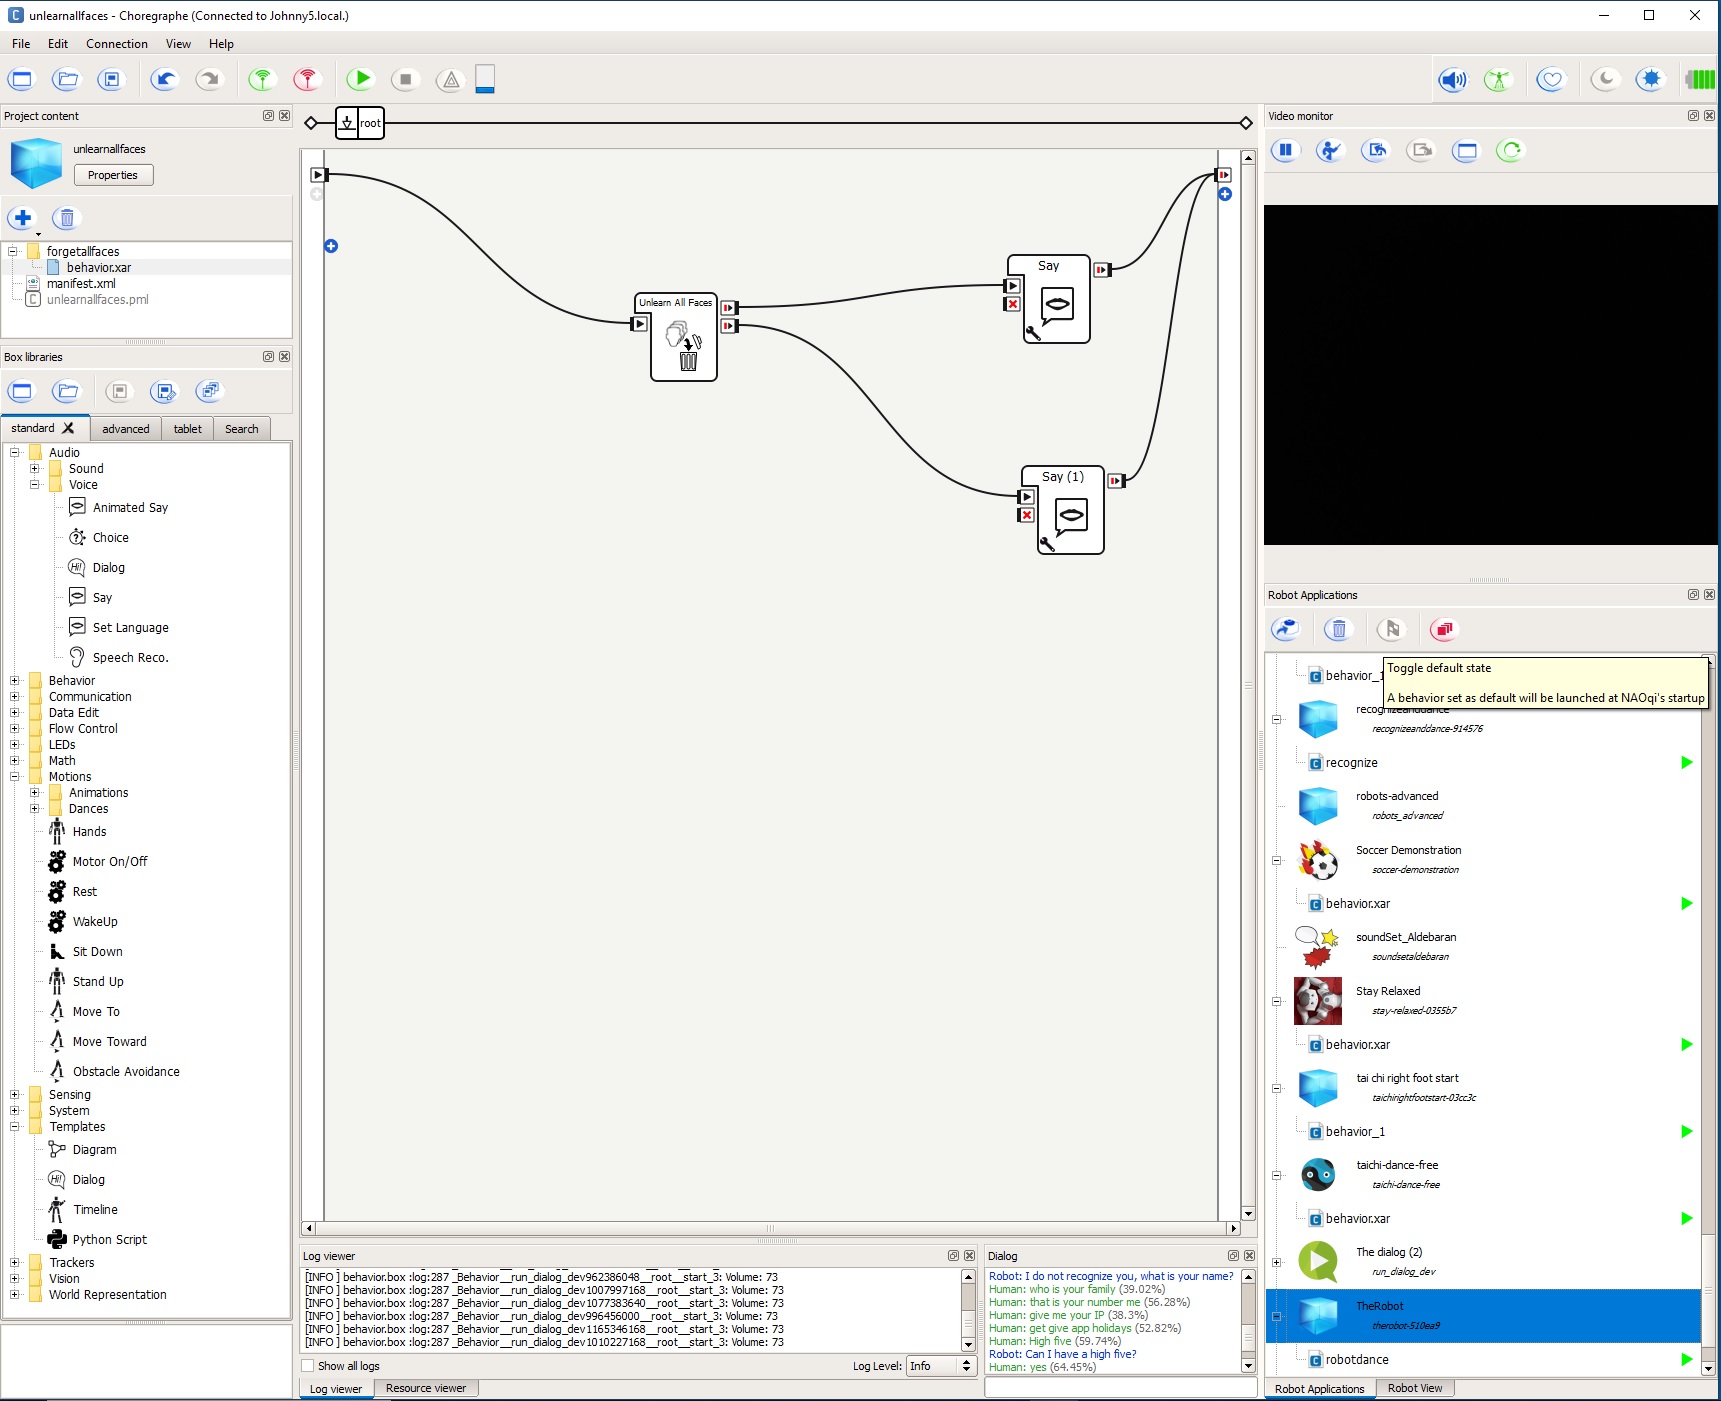 unlearnallfaces - Choregraphe (Connected to Johnny5.local.)
File Edit Connection View Help
Project content
unlearnallfaces
Properties
forgetallfaces
behavior.xar
manifest.xml
unlearnallfaces.pml
Box libraries
standard advanced tablet Search
Audio
Sound
Voice
Animated Say
Choice
Dialog
Say
Set Language
Speech Reco.
Behavior
Communication
Data Edit
Flow Control
LEDs
Math
Motions
Animations
Dances
Hands
Motor On/Off
Rest
WakeUp
Sit Down
Stand Up
Move To
Move Toward
Obstacle Avoidance
Sensing
System
Templates
Diagram
Hi! Dialog
Timeline
Python Script
Trackers
Vision
World Representation
root
Unlearn All Faces
Say
Say (1)
Log viewer
[INFO ] behavior.box :log:287 _Behavior__run_dialog_dev962386048__root__start_3: Volume: 73
[INFO ] behavior.box :log:287 _Behavior__run_dialog_dev1007997168__root__start_3: Volume: 73
[INFO ] behavior.box :log:287 _Behavior__run_dialog_dev1077383640__root__start_3: Volume: 73
[INFO ] behavior.box :log:287 _Behavior__run_dialog_dev996456000__root__start_3: Volume: 73
[INFO ] behavior.box :log:287 _Behavior__run_dialog_dev1165346168__root__start_3: Volume: 73
[INFO ] behavior.box :log:287 _Behavior__run_dialog_dev1010227168__root__start_3: Volume: 73
Show all logs
Log Level: Info
Log viewer Resource viewer
Dialog
Robot: I do not recognize you, what is your name?
Human: who is your family (39.02%)
Human: that is your number me (56.28%)
Human: give me your IP (38.3%)
Human: get give app holidays (52.82%)
Human: High five (59.74%)
Robot: Can I have a high five?
Human: yes (64.45%)
Video monitor
Robot Applications
Toggle default state
A behavior set as default will be launched at NAOqi's startup
behavior_1
recognizeanddance
recognizeanddance-914576
recognize
robots-advanced
robots_advanced
Soccer Demonstration
soccer-demonstration
behavior.xar
soundSet_Aldebaran
soundsetaldebaran
Stay Relaxed
stay-relaxed-0355b7
behavior.xar
tai chi right foot start
taichirightfootstart-03cc3c
behavior_1
taichi-dance-free
taichi-dance-free
behavior.xar
The dialog (2)
run_dialog_dev
TheRobot
therobot-510ea9
robotdance
Robot Applications Robot View